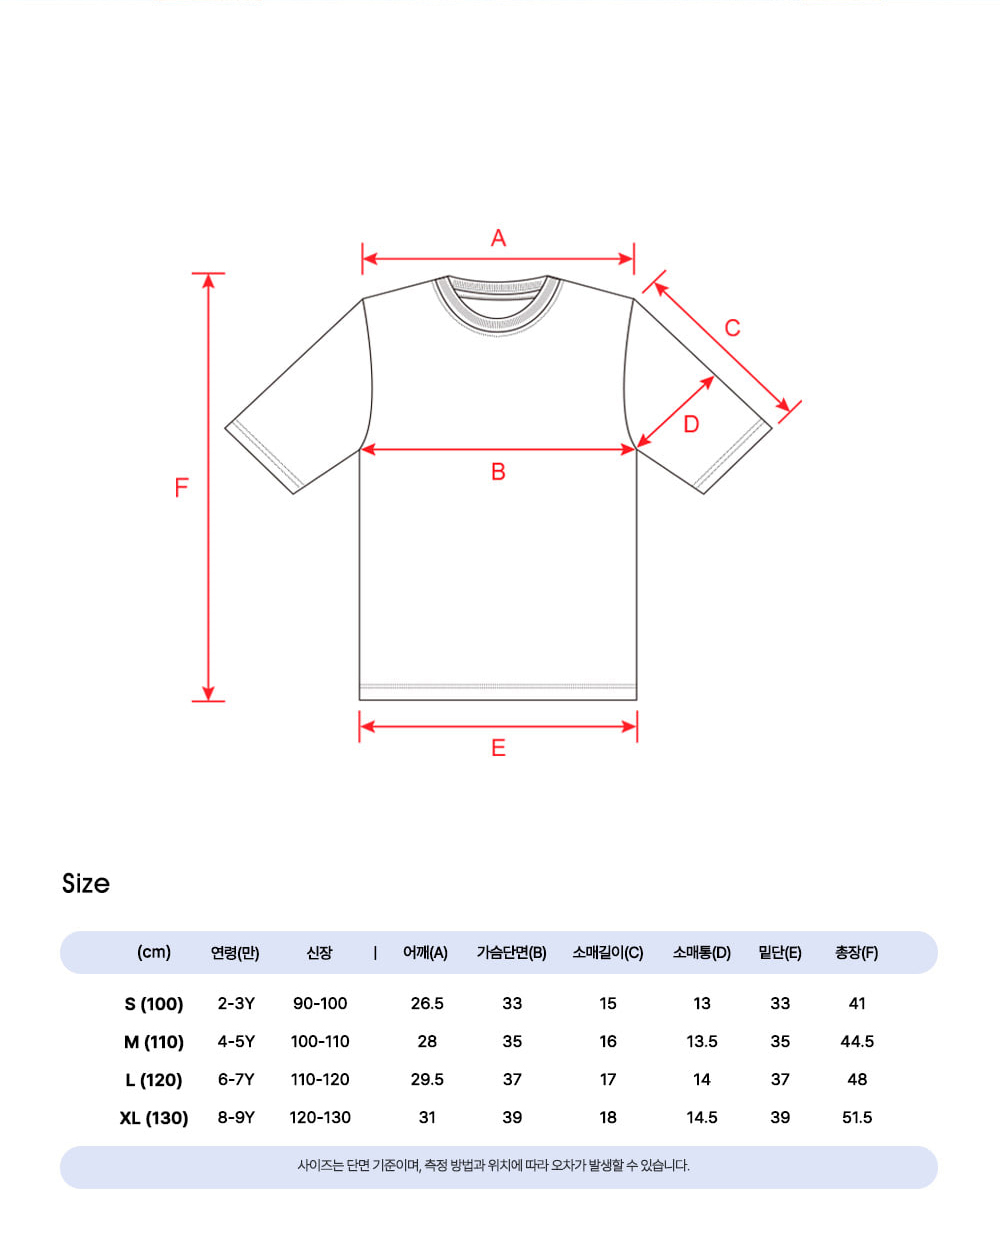 A
C
D
B
F
E
Size
(cm) 연령(만) 신장 | 어깨(A) 가슴단면(B) 소매길이(C) 소매통(D) 밑단(E) 총장(F)
S (100) 2-3Y 90-100 26.5 33 15 13 33 41
M (110) 4-5Y 100-110 28 35 16 13.5 35 44.5
L (120) 6-7Y 110-120 29.5 37 17 14 37 48
XL (130) 8-9Y 120-130 31 39 18 14.5 39 51.5
사이즈는 단면 기준이며, 측정 방법과 위치에 따라 오차가 발생할 수 있습니다.